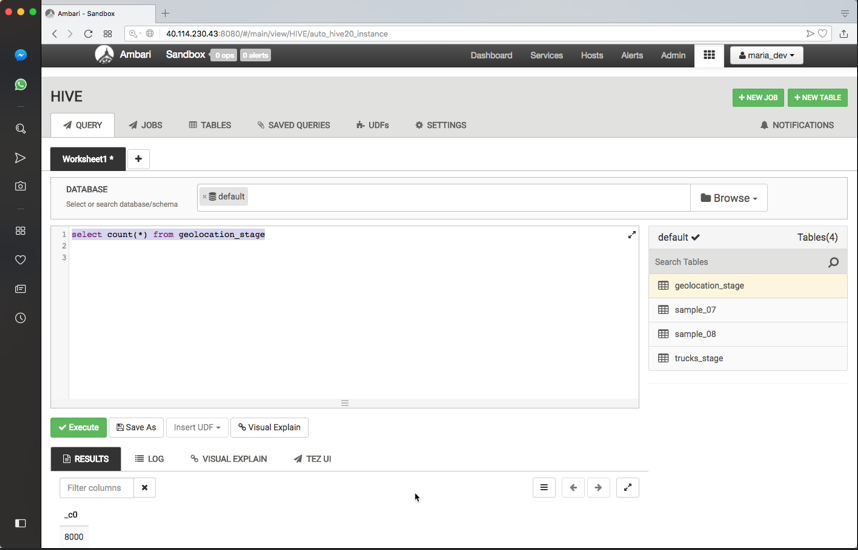 Ambari - Sandbox
40.114.230.43:8080/#/main/view/HIVE/auto_hive20_instance
Ambari Sandbox 0 ops 0 alerts Dashboard Services Hosts Alerts Admin maria_dev
HIVE
+ NEW JOB + NEW TABLE
QUERY JOBS TABLES SAVED QUERIES UDFs SETTINGS NOTIFICATIONS
Worksheet1 * +
DATABASE
Select or search database/schema
× default
Browse
1 select count(*) from geolocation_stage
2
3
default Tables(4)
Search Tables
geolocation_stage
sample_07
sample_08
trucks_stage
Execute Save As Insert UDF Visual Explain
RESULTS LOG VISUAL EXPLAIN TEZ UI
Filter columns
_c0
8000